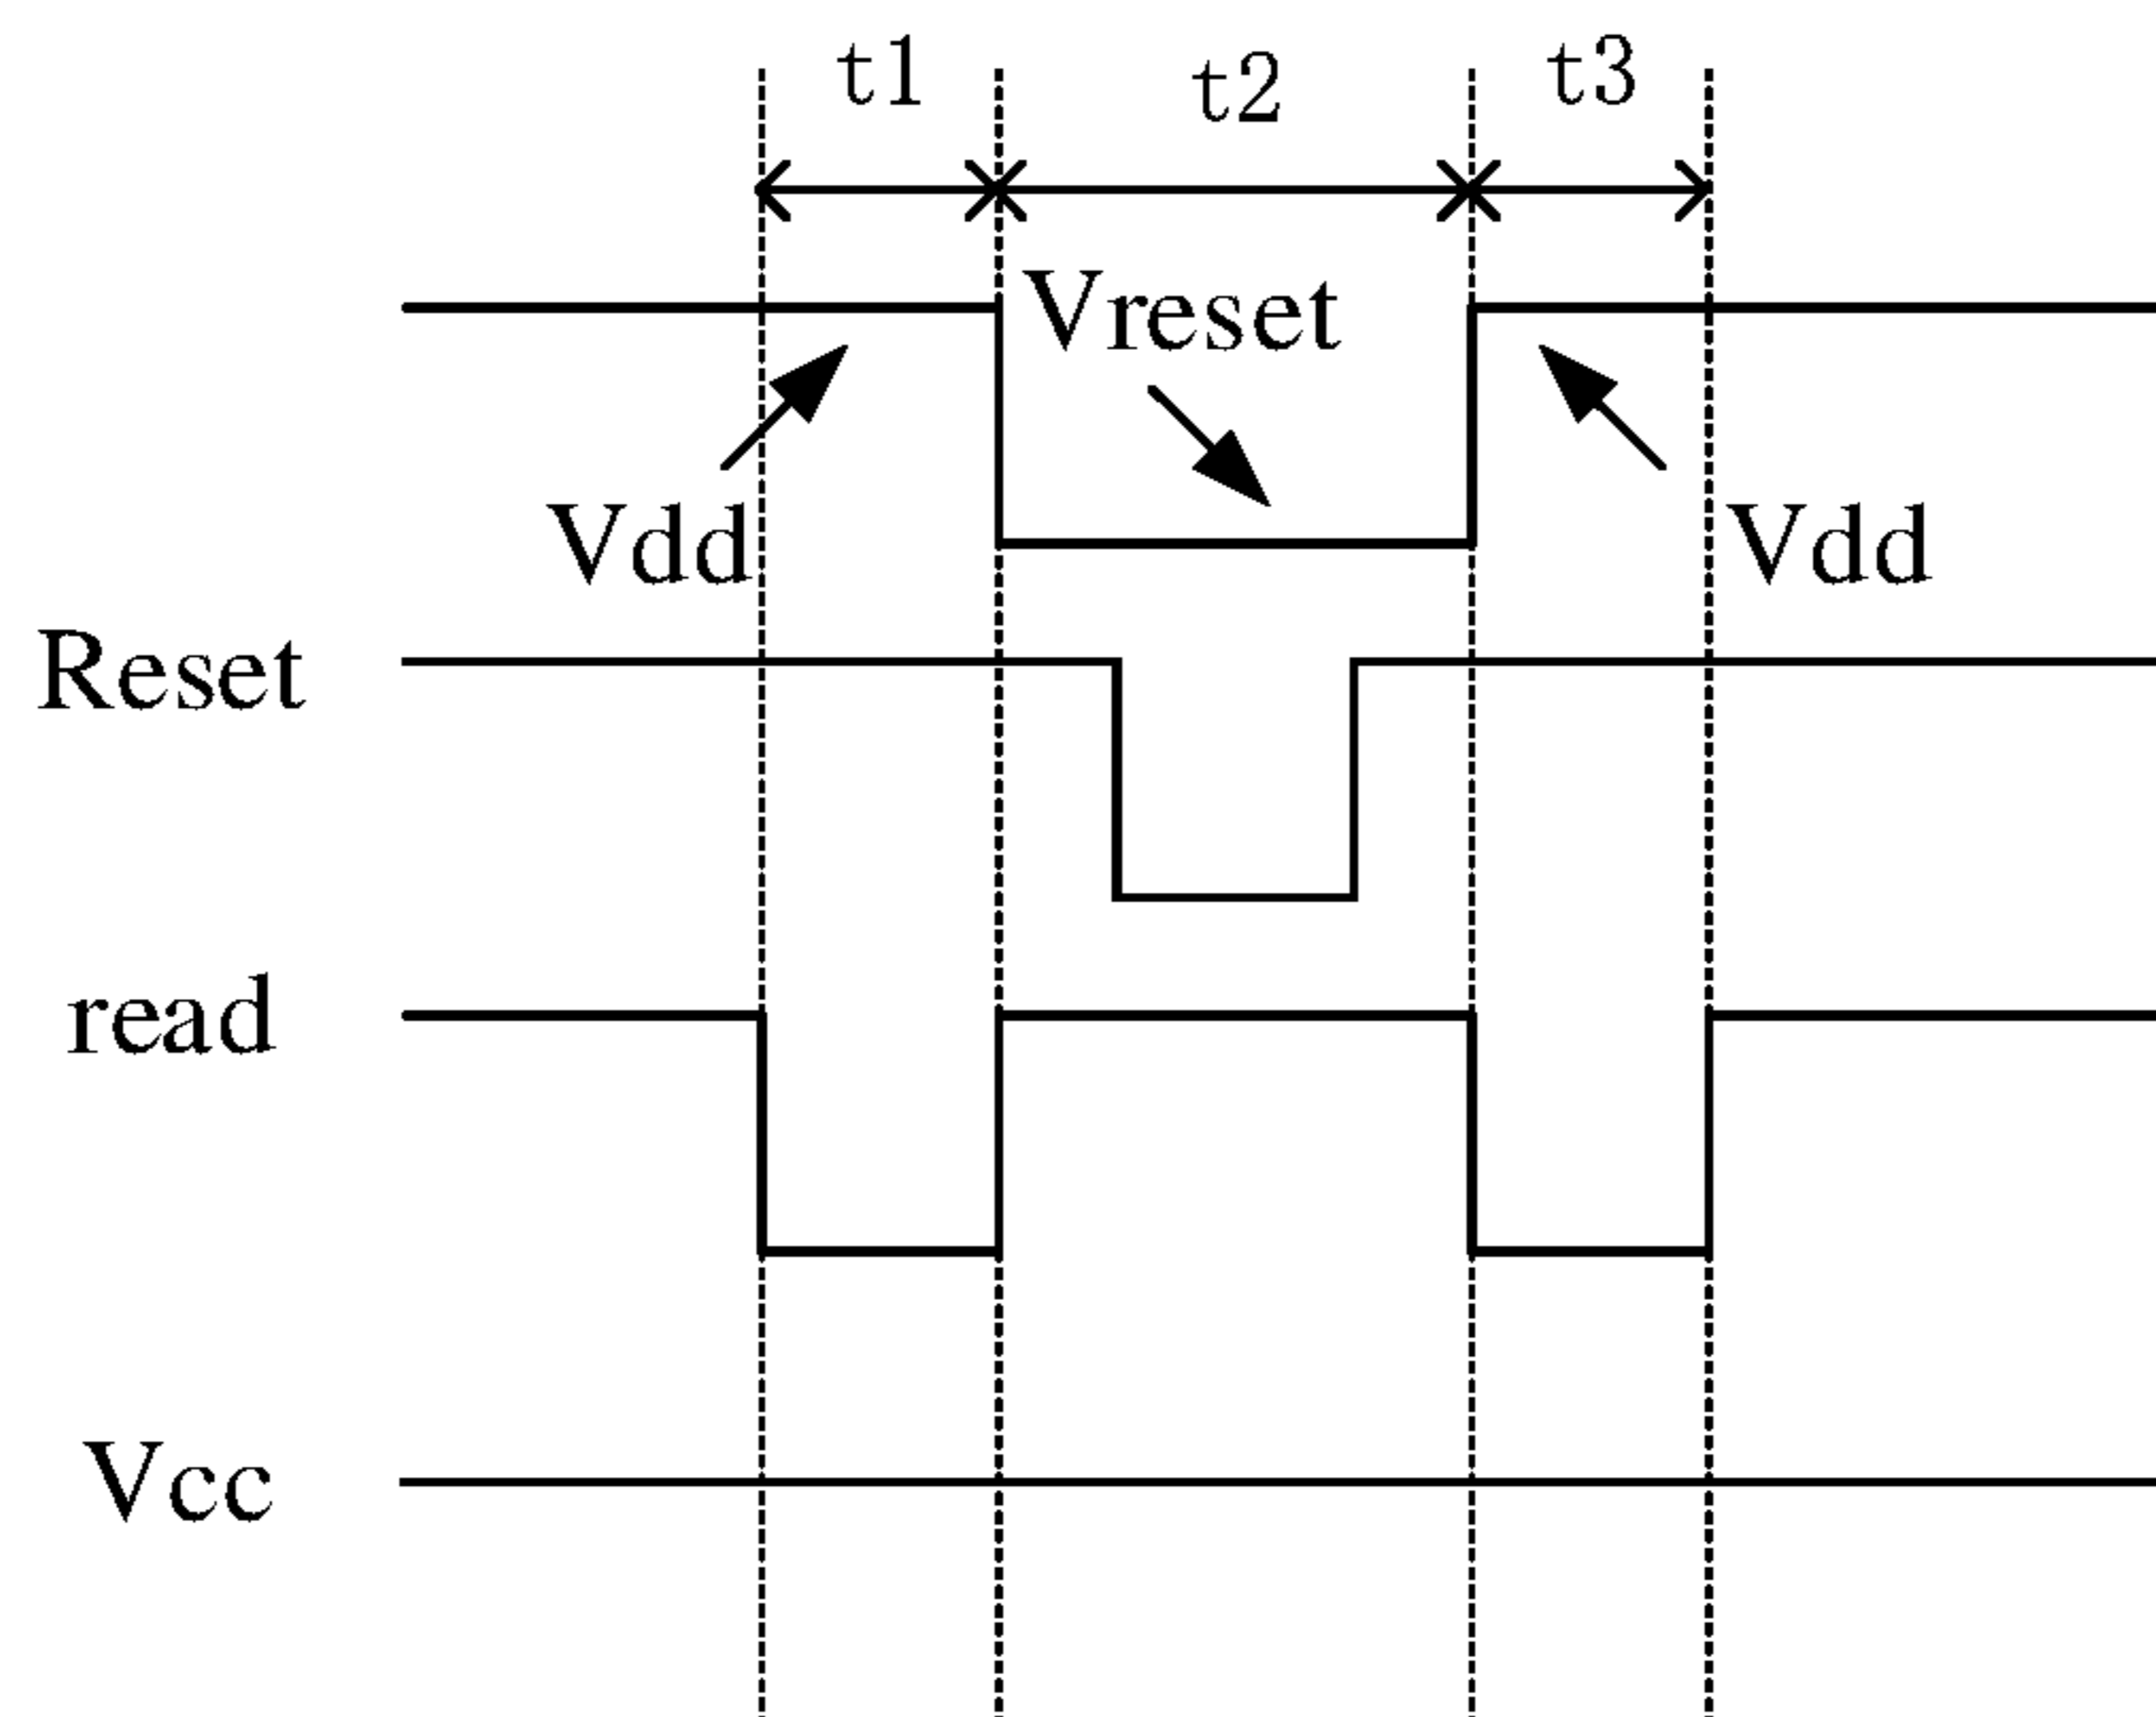 t1 t2 t3
Vreset
Vdd Vdd
Reset
read
Vcc